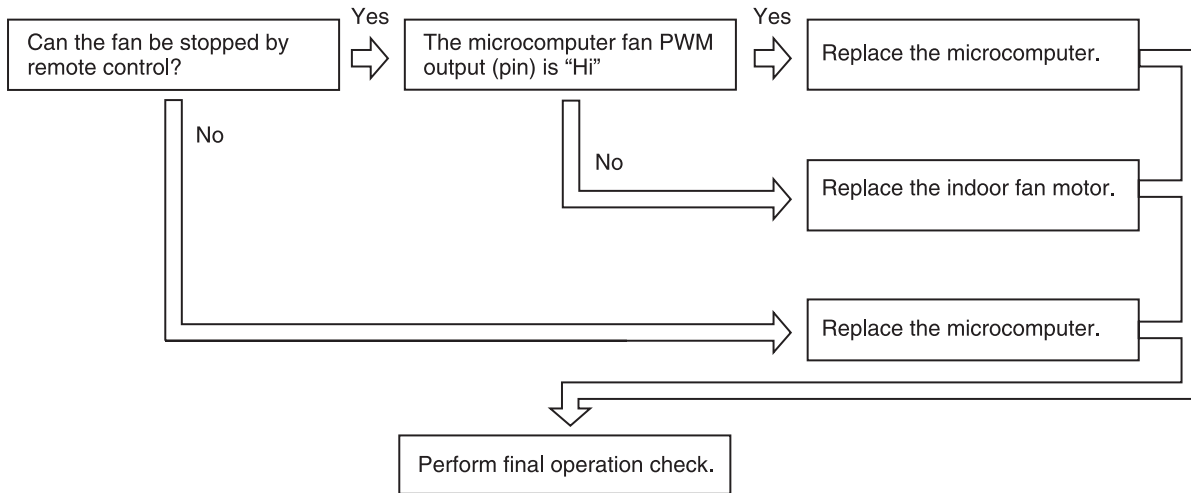 Can the fan be stopped by
remote control?
Yes
The microcomputer fan PWM
output (pin) is “Hi”
Yes
Replace the microcomputer.
No
No
Replace the indoor fan motor.
Replace the microcomputer.
Perform final operation check.